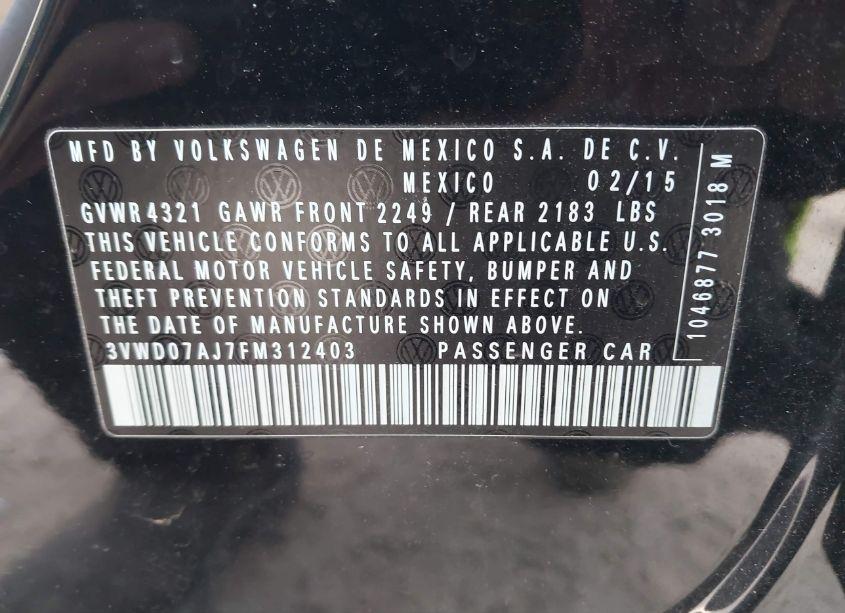 MFD BY VOLKSWAGEN DE MEXICO S.A. DE C.V.
MEXICO 02/15
GVWR 4321 GAWR FRONT 2249 / REAR 2183 LBS
THIS VEHICLE CONFORMS TO ALL APPLICABLE U.S.
FEDERAL MOTOR VEHICLE SAFETY, BUMPER AND
THEFT PREVENTION STANDARDS IN EFFECT ON
THE DATE OF MANUFACTURE SHOWN ABOVE.
3VWD07AJ7FM312403 PASSENGER CAR
1046877 3018 M